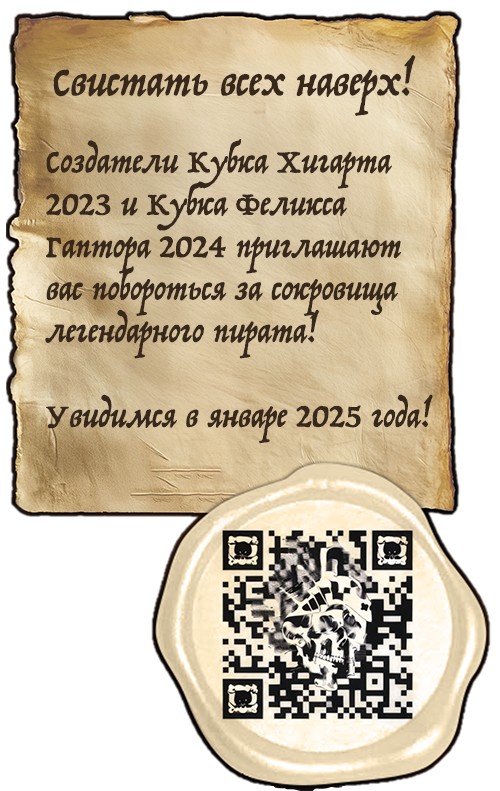 Свистать всех наверх!
Создатели Кубка Хигарта
2023 и Кубка Феликса
Гаптора 2024 приглашают
вас побороться за сокровища
легендарного пирата!
Увидимся в январе 2025 года!